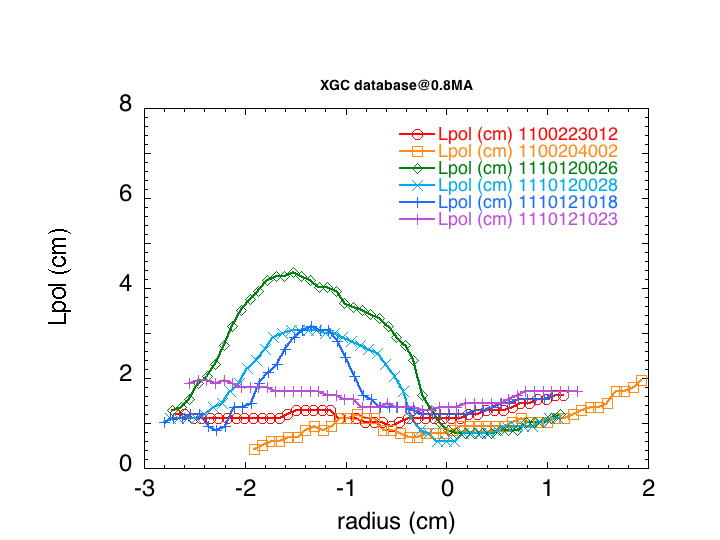 XGC database@0.8MA
8
6
4
2
0
Lpol (cm)
Lpol (cm) 1100223012
Lpol (cm) 1100204002
Lpol (cm) 1110120026
Lpol (cm) 1110120028
Lpol (cm) 1110121018
Lpol (cm) 1110121023
-3 -2 -1 0 1 2
radius (cm)